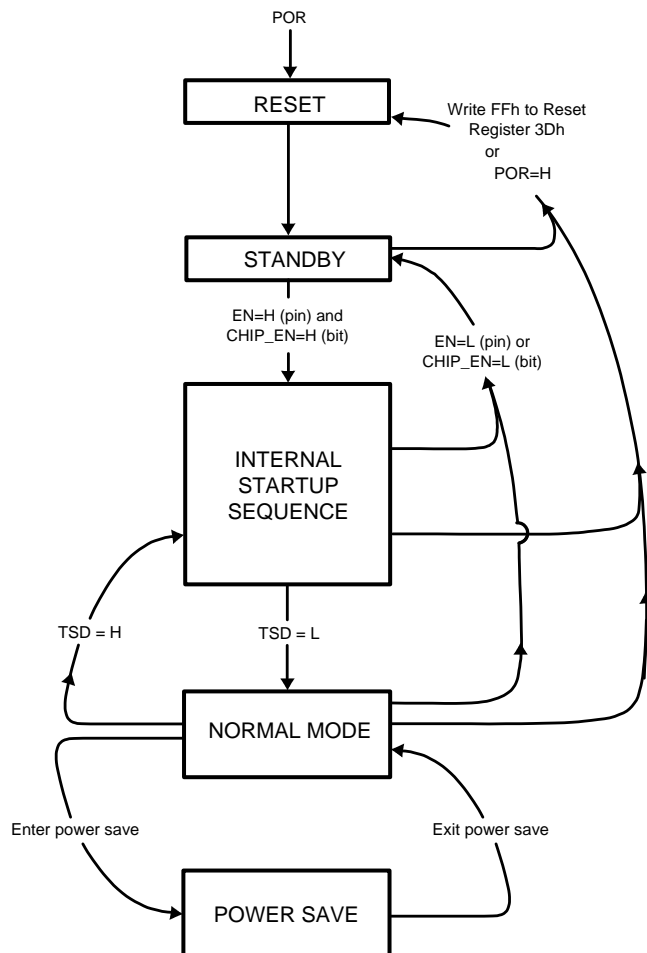 POR
RESET
Write FFh to Reset
Register 3Dh
or
POR=H
STANDBY
EN=H (pin) and
CHIP_EN=H (bit)
EN=L (pin) or
CHIP_EN=L (bit)
INTERNAL
STARTUP
SEQUENCE
TSD = H
TSD = L
NORMAL MODE
Enter power save
Exit power save
POWER SAVE